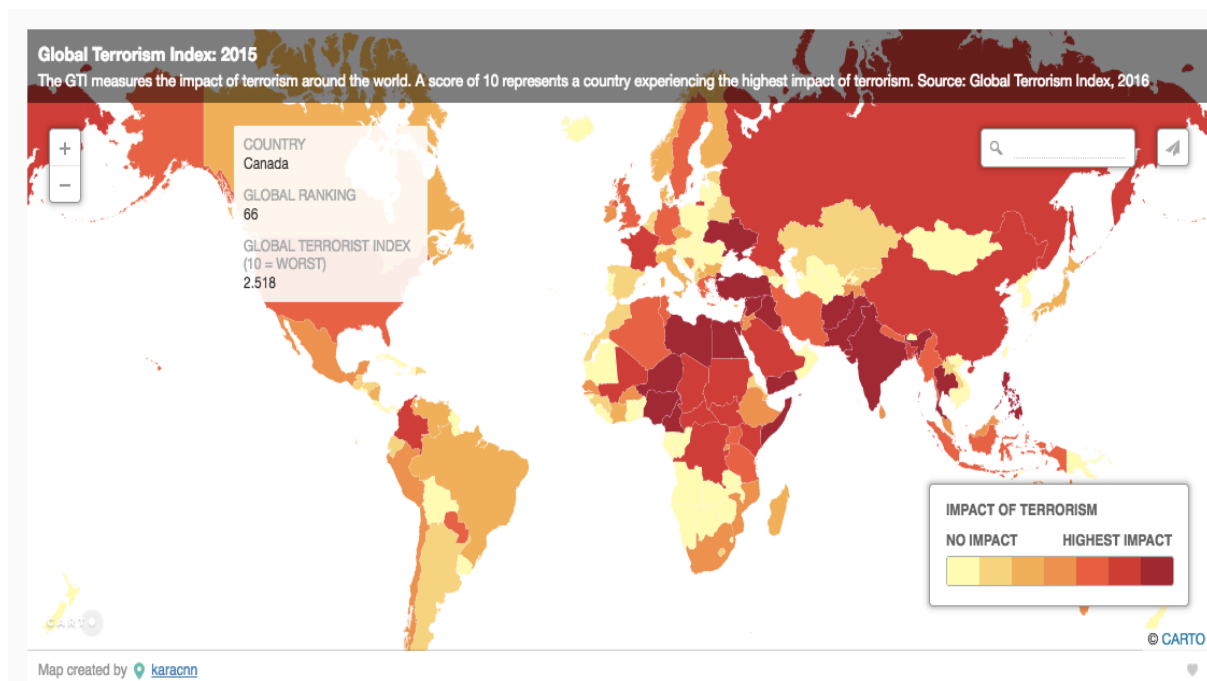 Global Terrorism Index: 2015
The GTI measures the impact of terrorism around the world. A score of 10 represents a country experiencing the highest impact of terrorism. Source: Global Terrorism Index, 2016
+
−
COUNTRY
Canada
GLOBAL RANKING
66
GLOBAL TERRORIST INDEX
(10 = WORST)
2.518
IMPACT OF TERRORISM
NO IMPACT HIGHEST IMPACT
CARTO
© CARTO
Map created by karacnn